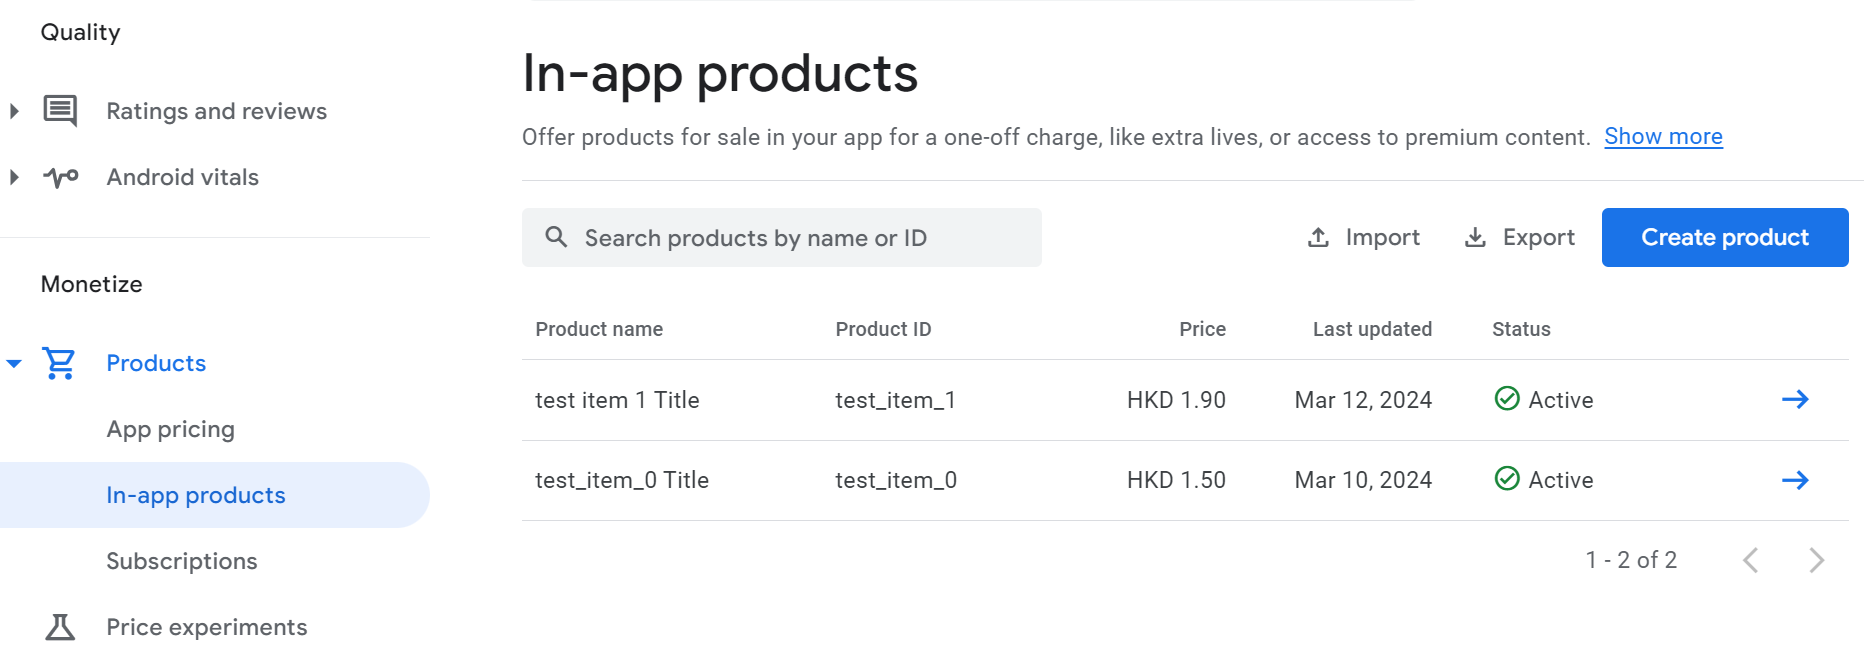 Quality
Ratings and reviews
Android vitals
Monetize
Products
App pricing
In-app products
Subscriptions
Price experiments
In-app products
Offer products for sale in your app for a one-off charge, like extra lives, or access to premium content. Show more
Search products by name or ID
Import
Export
Create product
Product name Product ID Price Last updated Status
test item 1 Title test_item_1 HKD 1.90 Mar 12, 2024 Active
test_item_0 Title test_item_0 HKD 1.50 Mar 10, 2024 Active
1 - 2 of 2